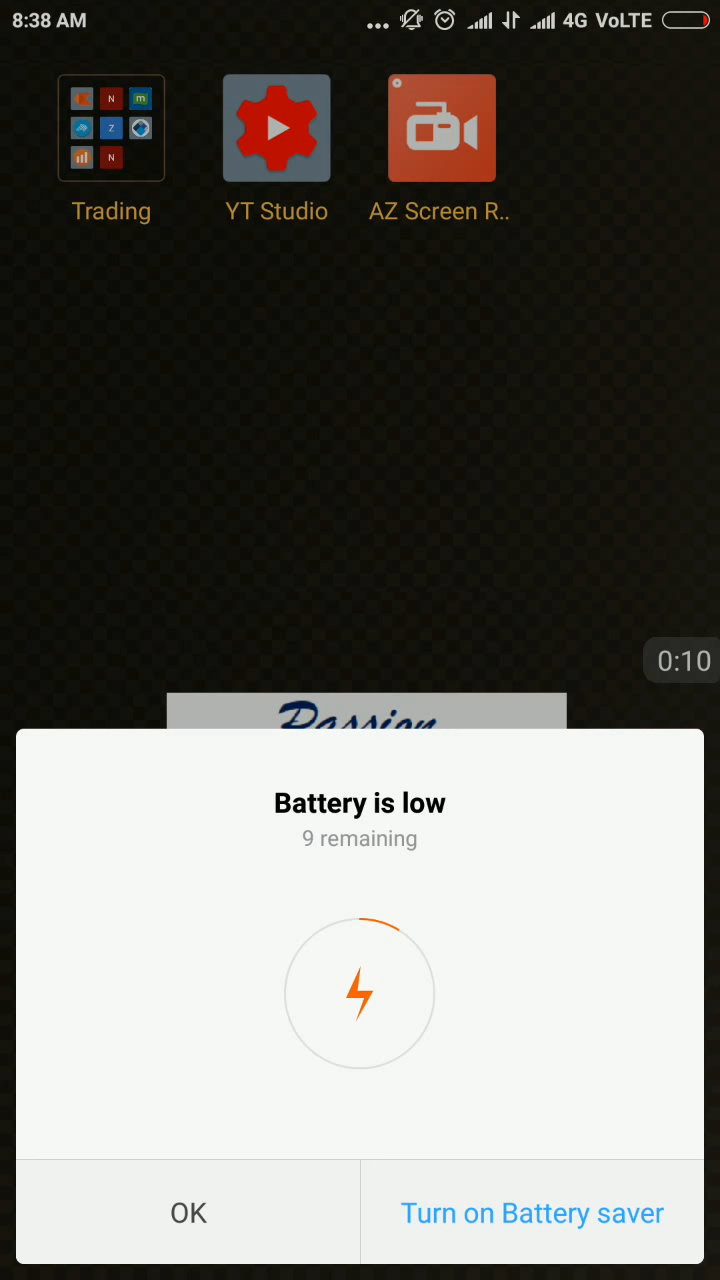 8:38 AM
... 4G VoLTE
N m
Z
N
Trading
YT Studio
AZ Screen R..
0:10
Passion
Battery is low
9 remaining
OK
Turn on Battery saver